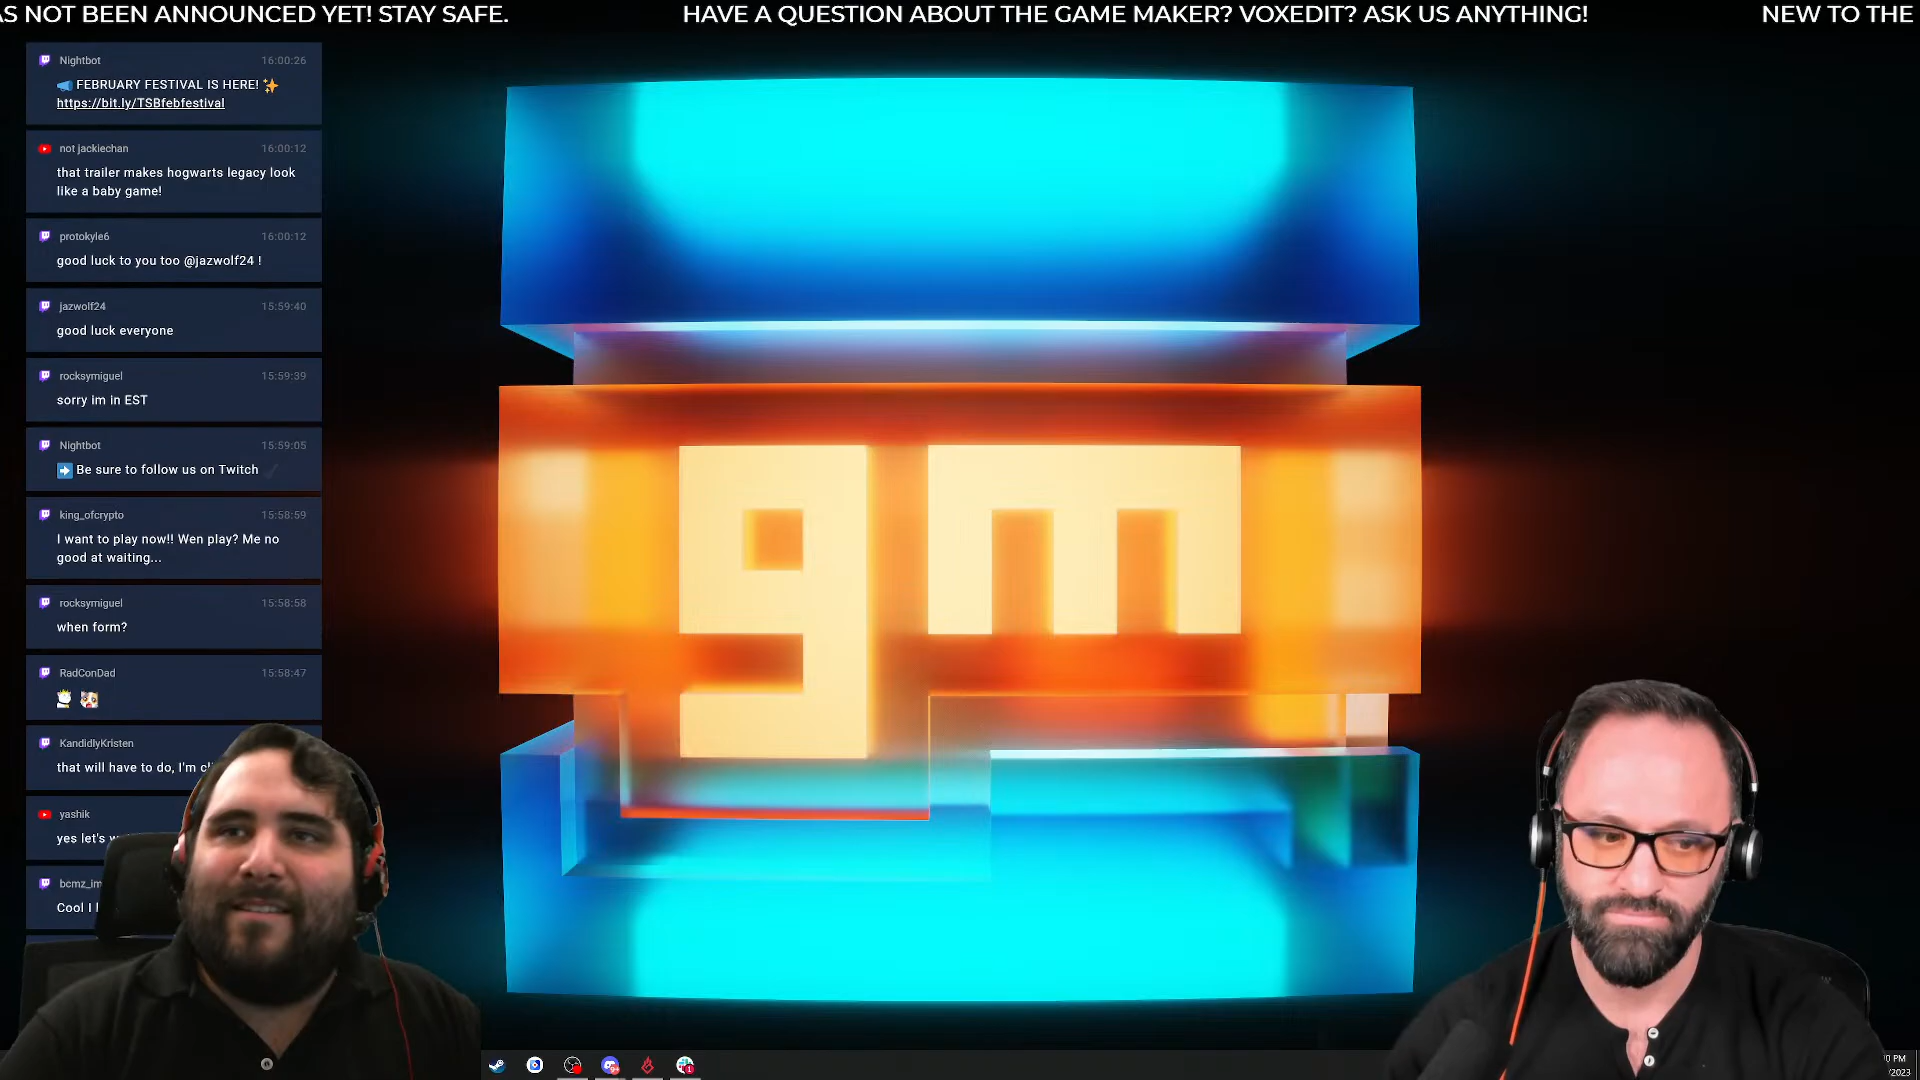 AS NOT BEEN ANNOUNCED YET! STAY SAFE. HAVE A QUESTION ABOUT THE GAME MAKER? VOXEDIT? ASK US ANYTHING! NEW TO THE
Nightbot 16:00:26
FEBRUARY FESTIVAL IS HERE!
https://bit.ly/TSBfebfestival
not jackiechan 16:00:12
that trailer makes hogwarts legacy look
like a baby game!
protokyle6 16:00:12
good luck to you too @jazwolf24 !
jazwolf24 15:59:40
good luck everyone
rocksymiguel 15:59:39
sorry im in EST
Nightbot 15:59:05
Be sure to follow us on Twitch
king_ofcrypto 15:58:59
I want to play now!! Wen play? Me no
good at waiting...
rocksymiguel 15:58:58
when form?
RadConDad 15:58:47
KandidlyKristen
that will have to do, I'm
yashik
yes let's
bcmz_im
Cool I
gm
PM
/2023